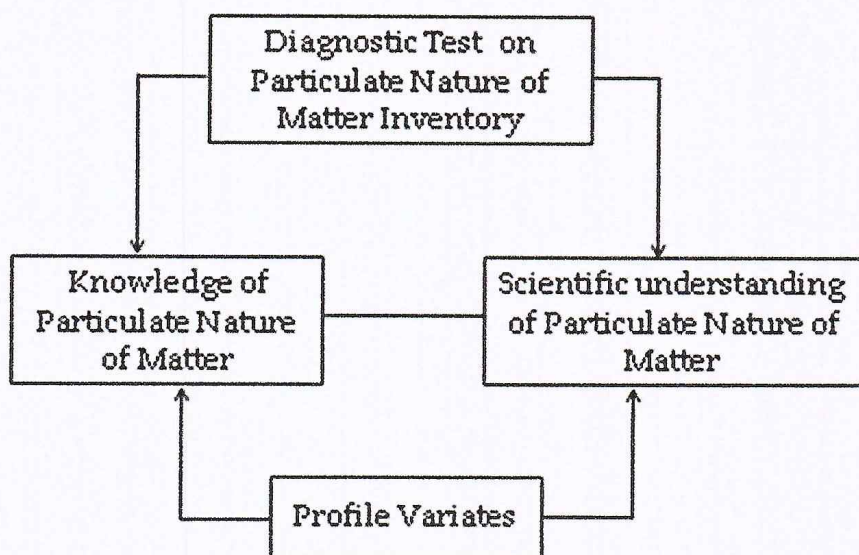 Diagnostic Test on
Particulate Nature of
Matter Inventory
Knowledge of
Particulate Nature
of Matter
Scientific understanding
of Particulate Nature of
Matter
Profile Variates